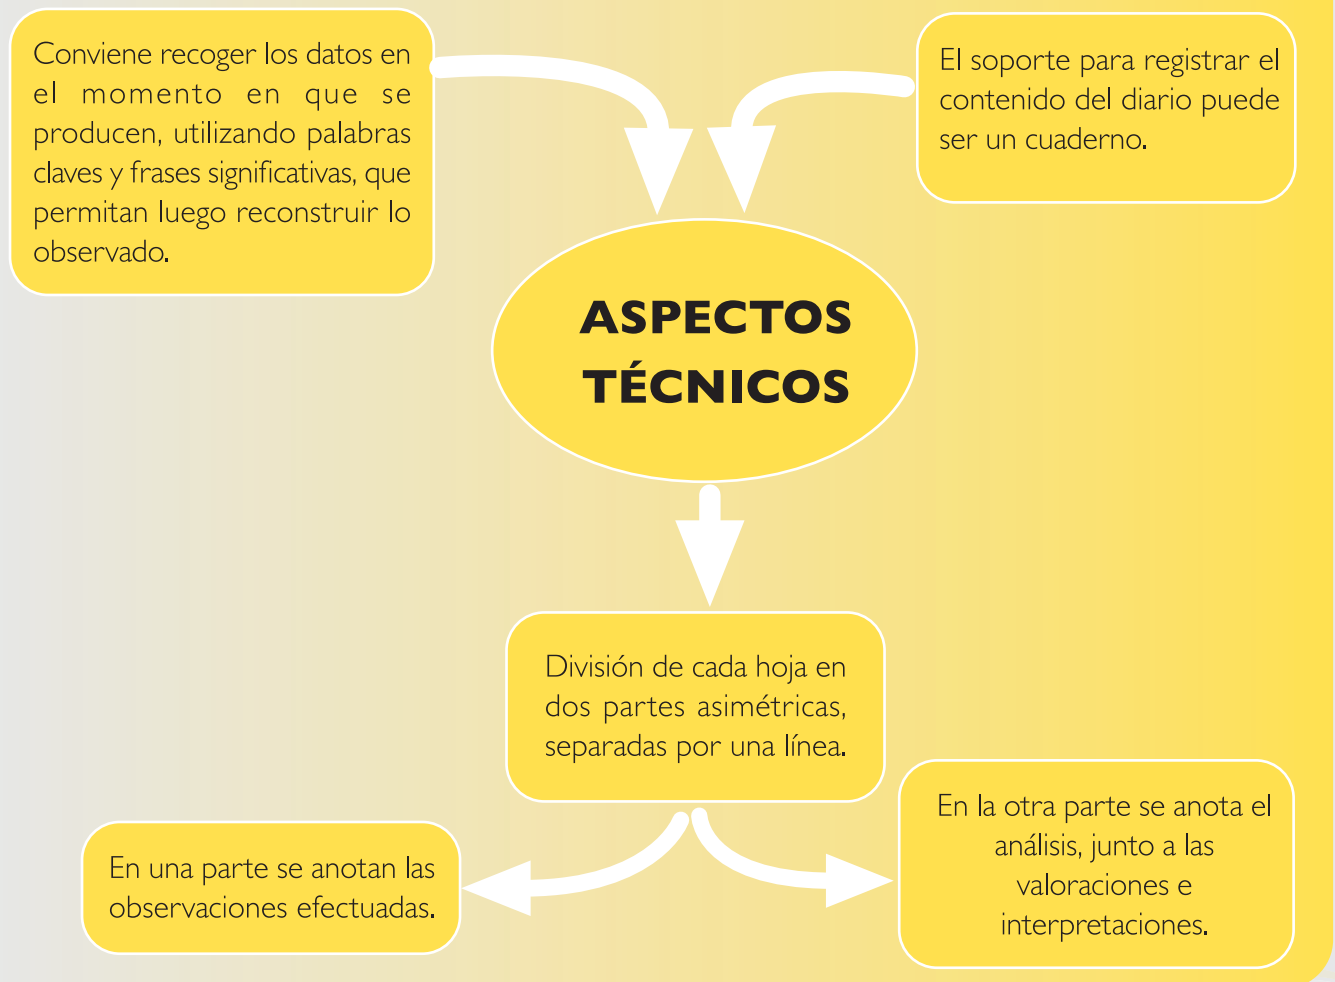 Conviene recoger los datos en
el momento en que se
producen, utilizando palabras
claves y frases significativas, que
permitan luego reconstruir lo
observado.
El soporte para registrar el
contenido del diario puede
ser un cuaderno.
ASPECTOS
TÉCNICOS
División de cada hoja en
dos partes asimétricas,
separadas por una línea.
En una parte se anotan las
observaciones efectuadas.
En la otra parte se anota el
análisis, junto a las
valoraciones e
interpretaciones.